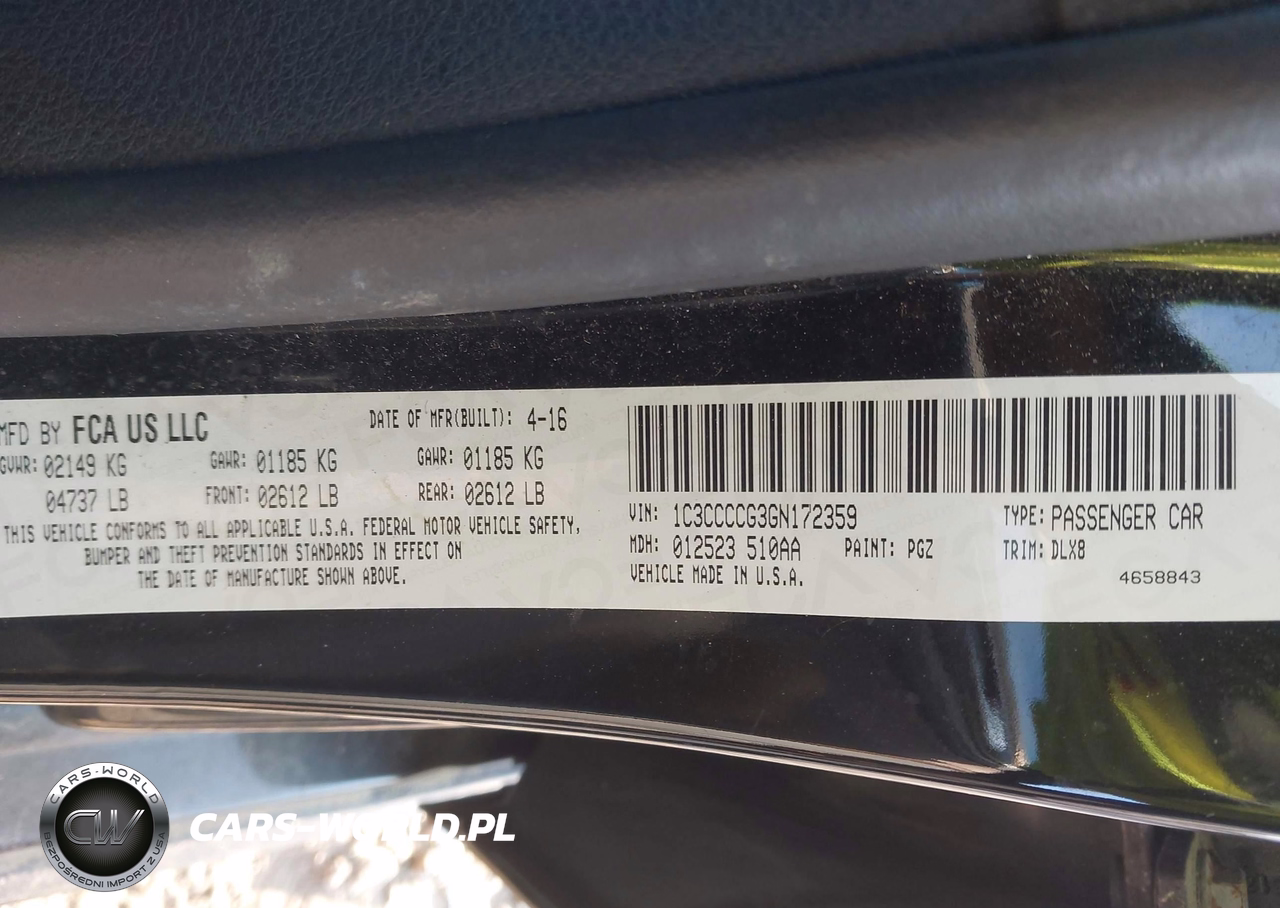 MFD BY FCA US LLC
DATE OF MFR(BUILT): 4-16
GVWR: 02149 KG GAWR: 01185 KG GAWR: 01185 KG
04737 LB FRONT: 02612 LB REAR: 02612 LB
THIS VEHICLE CONFORMS TO ALL APPLICABLE U.S.A. FEDERAL MOTOR VEHICLE SAFETY,
BUMPER AND THEFT PREVENTION STANDARDS IN EFFECT ON
THE DATE OF MANUFACTURE SHOWN ABOVE.
VIN: 1C3CCCCG3GN172359 TYPE: PASSENGER CAR
MDH: 012523 510AA PAINT: PGZ TRIM: DLX8
VEHICLE MADE IN U.S.A.
4658843
CARS-WORLD
CW
BEZPOŚREDNI IMPORT Z USA
CARS-WORLD.PL